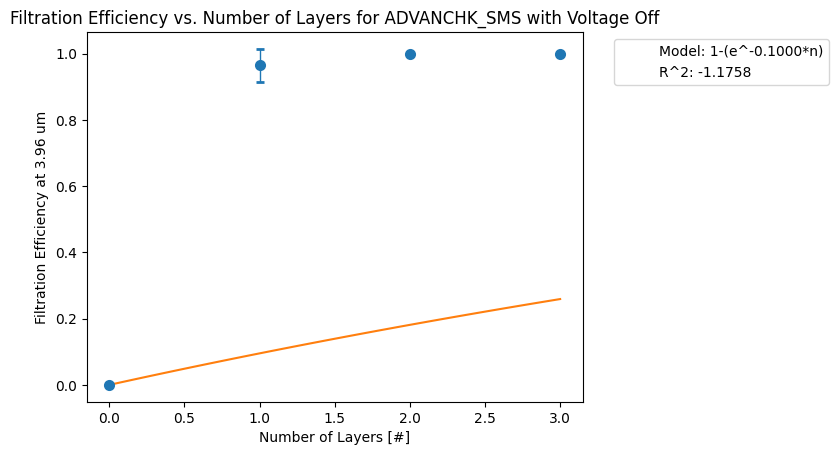 Filtration Efficiency vs. Number of Layers for ADVANCHK_SMS with Voltage Off
Model: 1-(e^-0.1000*n)
R^2: -1.1758
Filtration Efficiency at 3.96 um
1.0
0.8
0.6
0.4
0.2
0.0
0.0 0.5 1.0 1.5 2.0 2.5 3.0
Number of Layers [#]